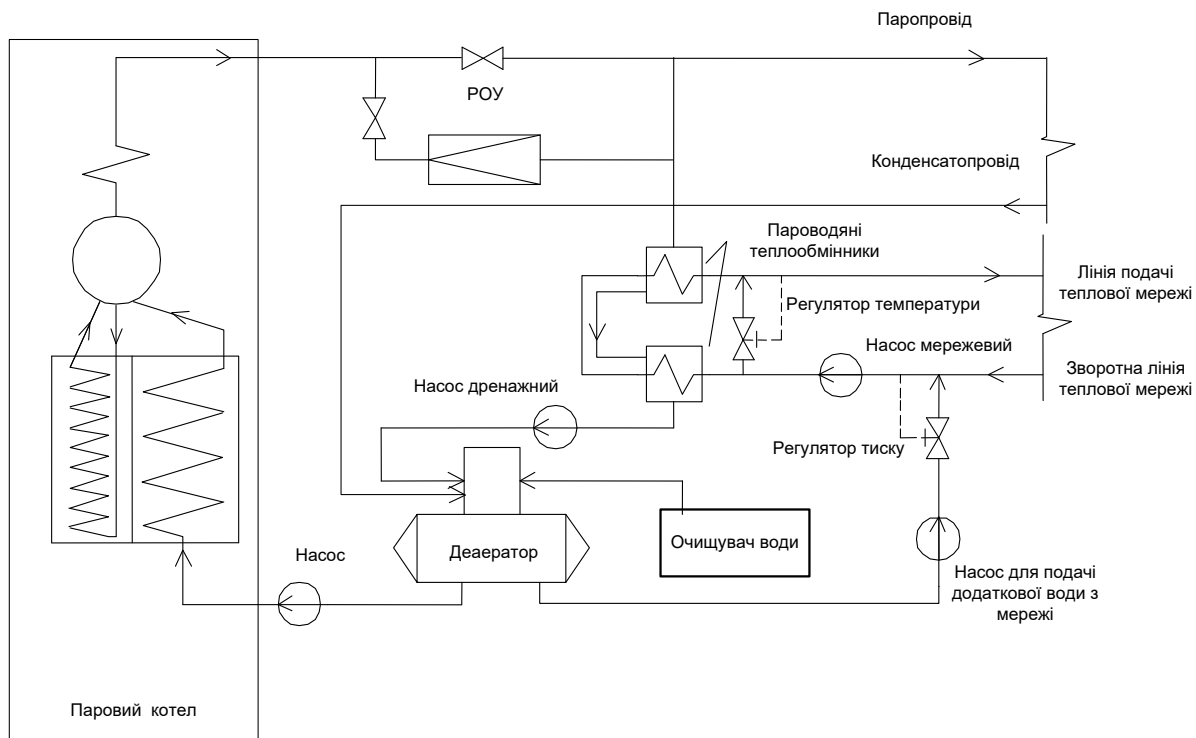 Паропровід
РОУ
Конденсатопровід
Пароводяні
теплообмінники
Лінія подачі
теплової мережі
Регулятор температури
Насос мережевий
Зворотна лінія
теплової мережі
Насос дренажний
Регулятор тиску
Очищувач води
Деаератор
Насос
Насос для подачі
додаткової води з
мережі
Паровий котел